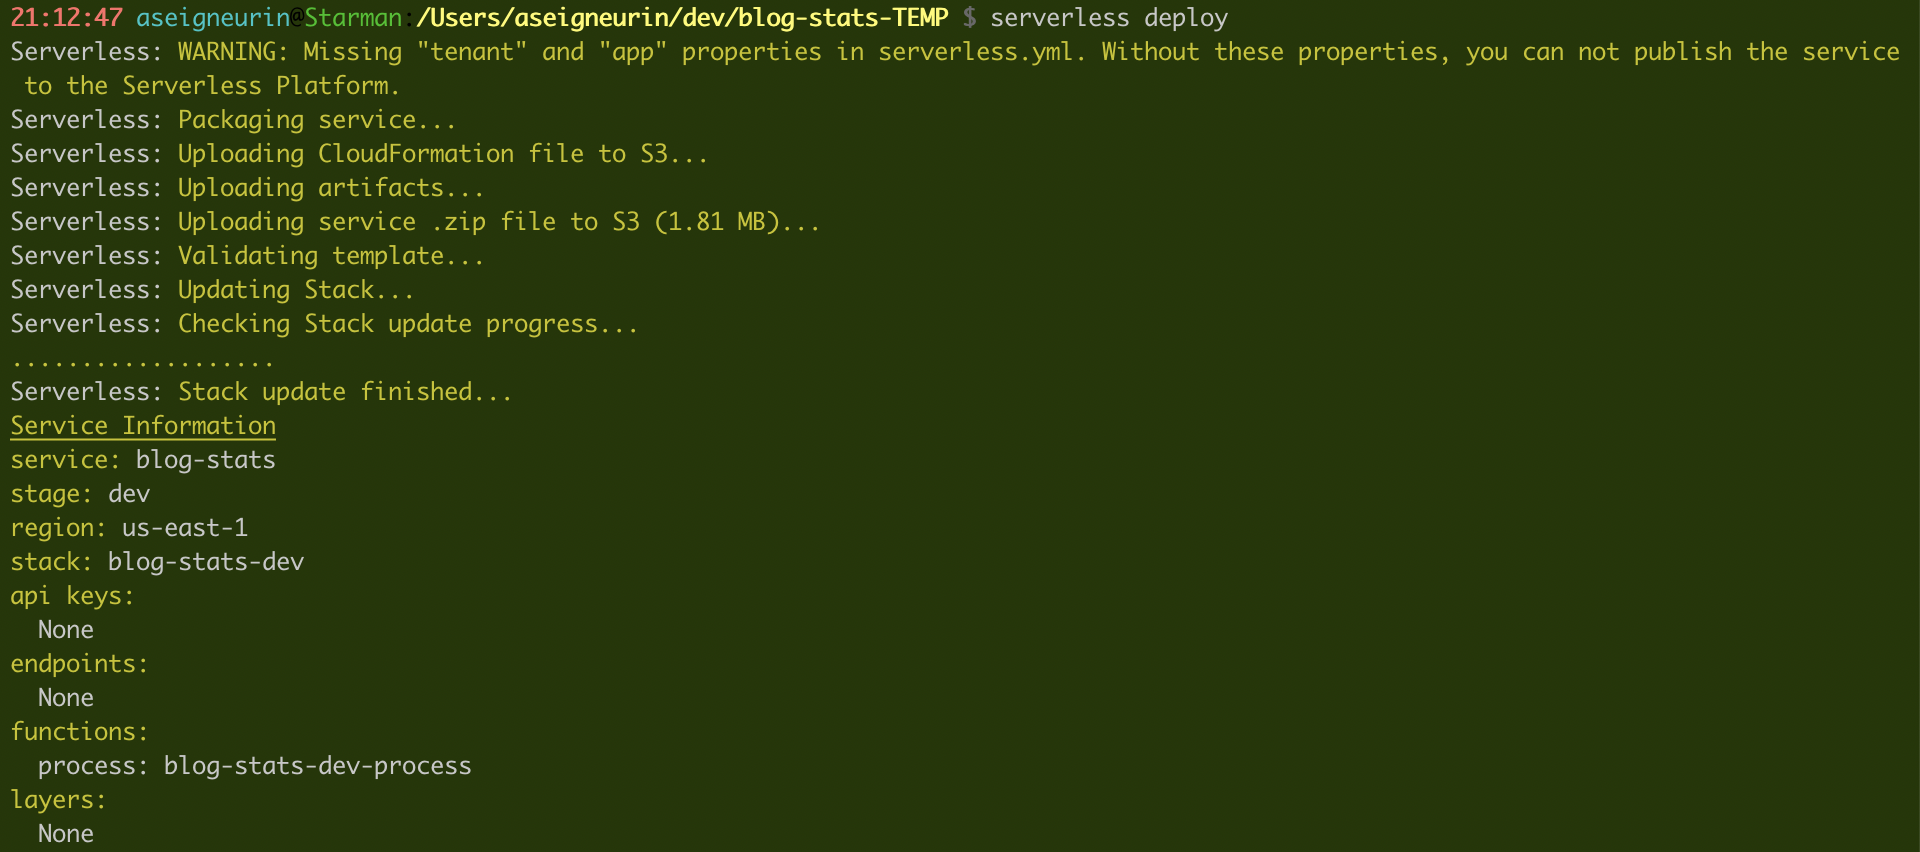 21:12:47 aseigneurin@Starman:/Users/aseigneurin/dev/blog-stats-TEMP $ serverless deploy
Serverless: WARNING: Missing "tenant" and "app" properties in serverless.yml. Without these properties, you can not publish the service
 to the Serverless Platform.
Serverless: Packaging service...
Serverless: Uploading CloudFormation file to S3...
Serverless: Uploading artifacts...
Serverless: Uploading service .zip file to S3 (1.81 MB)...
Serverless: Validating template...
Serverless: Updating Stack...
Serverless: Checking Stack update progress...
...................
Serverless: Stack update finished...
Service Information
service: blog-stats
stage: dev
region: us-east-1
stack: blog-stats-dev
api keys:
  None
endpoints:
  None
functions:
  process: blog-stats-dev-process
layers:
  None